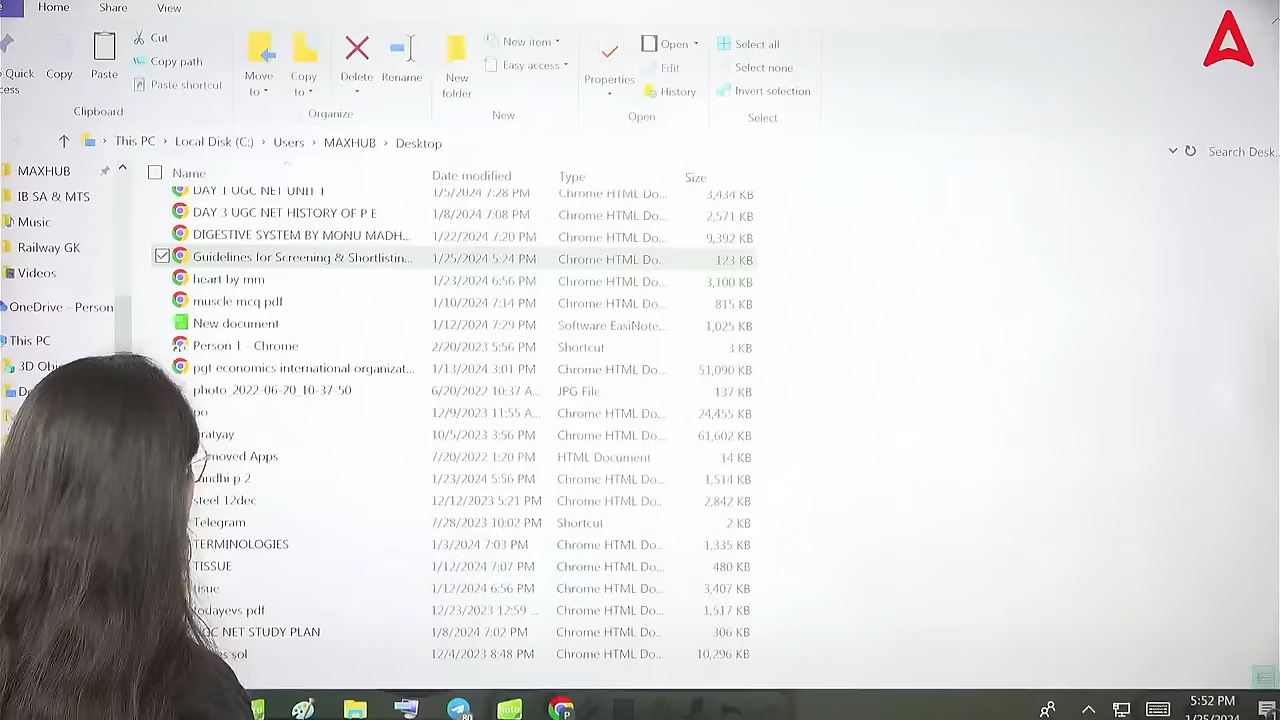 Home Share View
Cut
Copy path
Paste shortcut
Quick
Copy
Paste
Clipboard
Move to
Copy to
Delete
Rename
Organize
New folder
New item
Easy access
New
Properties
Open
Edit
History
Open
Select all
Select none
Invert selection
Select
This PC > Local Disk (C:) > Users > MAXHUB > Desktop
Search Desk...
MAXHUB
IB SA & MTS
Music
Railway GK
Videos
OneDrive - Person
This PC
Name Date modified Type Size
DAY 1 UGC NET UNIT 1 1/5/2024 7:28 PM Chrome HTML Do... 3,434 KB
DAY 3 UGC NET HISTORY OF P E 1/8/2024 7:08 PM Chrome HTML Do... 2,571 KB
DIGESTIVE SYSTEM BY MONU MADH... 1/22/2024 7:20 PM Chrome HTML Do... 9,392 KB
Guidelines for Screening & Shortlistin... 1/25/2024 5:24 PM Chrome HTML Do... 123 KB
heart by mm 1/23/2024 6:56 PM Chrome HTML Do... 3,100 KB
muscle mcq pdf 1/10/2024 7:14 PM Chrome HTML Do... 815 KB
New document 1/12/2024 7:29 PM Software EasiNote... 1,025 KB
Person 1 - Chrome 2/20/2023 5:56 PM Shortcut 3 KB
pgt economics international organizat... 1/13/2024 3:01 PM Chrome HTML Do... 51,090 KB
photo_2022-06-20_10-37-50 6/20/2022 10:37 A... JPG File 137 KB
12/9/2023 11:55 A... Chrome HTML Do... 24,455 KB
10/5/2023 3:56 PM Chrome HTML Do... 61,602 KB
Apps 7/20/2022 1:20 PM HTML Document 14 KB
p 2 1/23/2024 5:56 PM Chrome HTML Do... 1,514 KB
steel 12dec 12/12/2023 5:21 PM Chrome HTML Do... 2,842 KB
Telegram 7/28/2023 10:02 PM Shortcut 2 KB
TERMINOLOGIES 1/3/2024 7:03 PM Chrome HTML Do... 1,335 KB
TISSUE 1/12/2024 7:07 PM Chrome HTML Do... 480 KB
1/12/2024 6:56 PM Chrome HTML Do... 3,407 KB
todayevs pdf 12/23/2023 12:59 ... Chrome HTML Do... 1,517 KB
NET STUDY PLAN 1/8/2024 7:02 PM Chrome HTML Do... 306 KB
sol 12/4/2023 8:48 PM Chrome HTML Do... 10,296 KB
5:52 PM